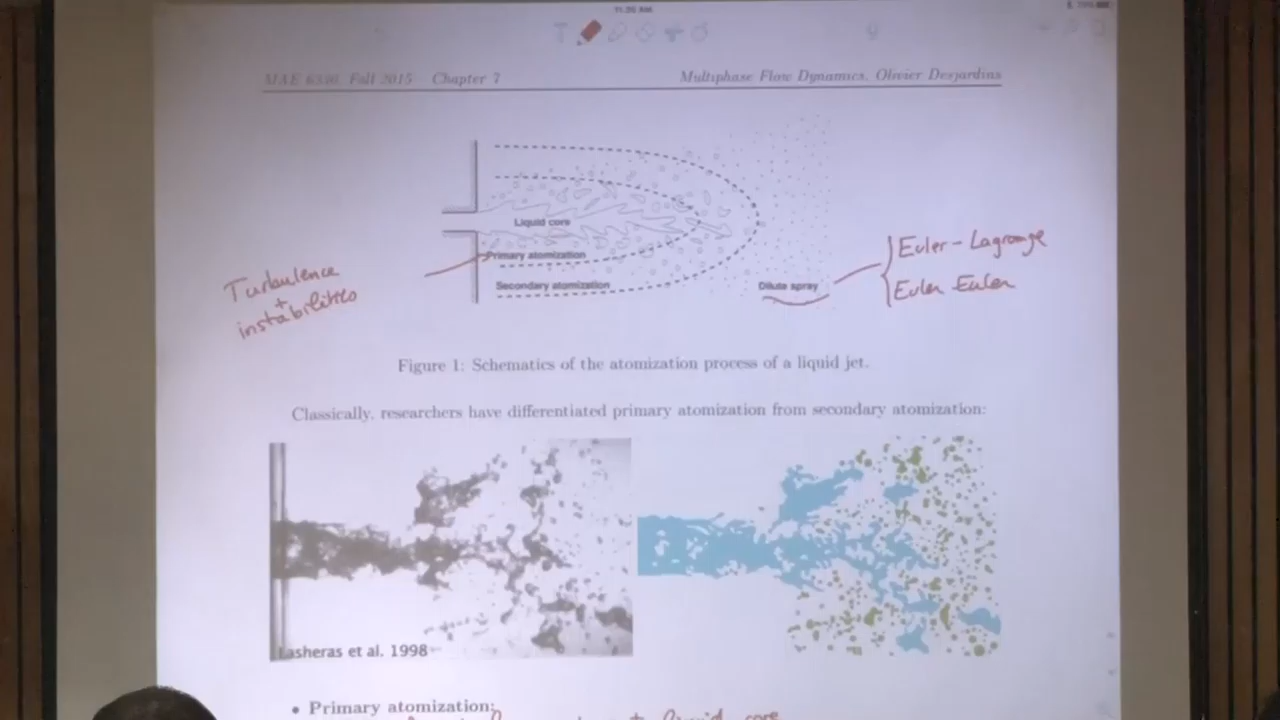 MAE 6330, Fall 2015 Chapter 7
Multiphase Flow Dynamics, Olivier Desjardins
Liquid core
Primary atomization
Secondary atomization
Dilute spray
Turbulence
+
instabilities
Euler-Lagrange
Euler Euler
Figure 1: Schematics of the atomization process of a liquid jet.
Classically, researchers have differentiated primary atomization from secondary atomization:
Lasheras et al. 1998
• Primary atomization:
liquid core